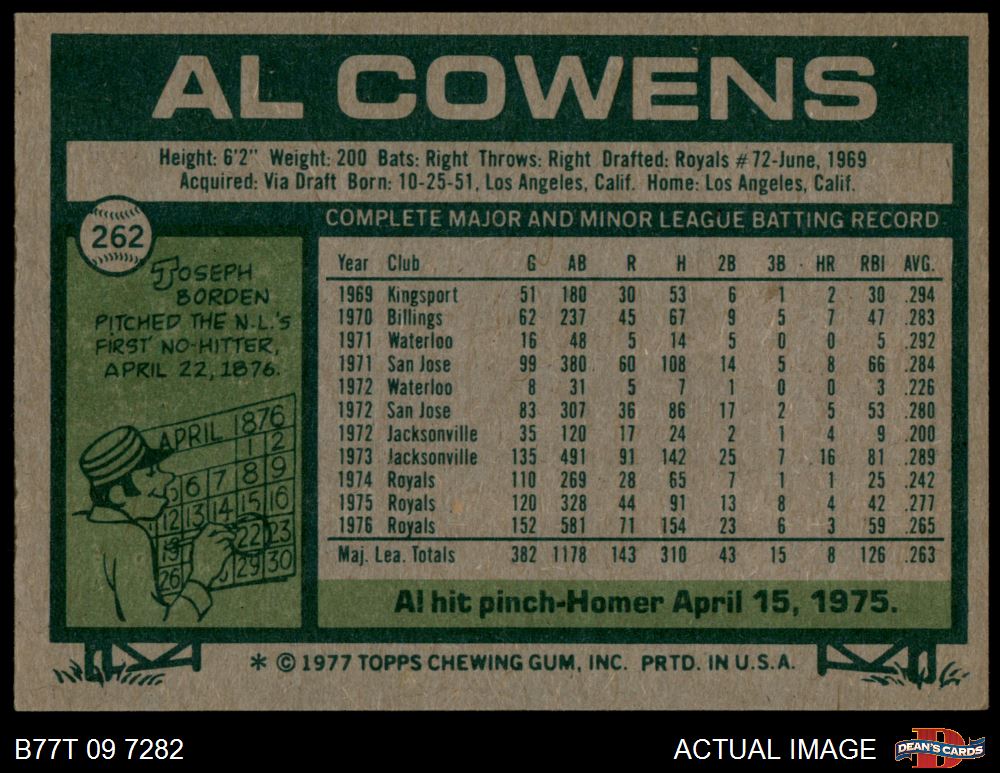 AL COWENS
Height: 6'2" Weight: 200 Bats: Right Throws: Right Drafted: Royals #72-June, 1969
Acquired: Via Draft Born: 10-25-51, Los Angeles, Calif. Home: Los Angeles, Calif.
262
JOSEPH
BORDEN
PITCHED THE N.L.'S
FIRST NO-HITTER,
APRIL 22, 1876.
APRIL 1876
1 2
5 6 7 8 9
12 13 14 15 16
19 22 23
26 29 30
COMPLETE MAJOR AND MINOR LEAGUE BATTING RECORD
Year Club G AB R H 2B 3B HR RBI AVG.
1969 Kingsport 51 180 30 53 6 1 2 30 .294
1970 Billings 62 237 45 67 9 5 7 47 .283
1971 Waterloo 16 48 5 14 5 0 0 5 .292
1971 San Jose 99 380 60 108 14 5 8 66 .284
1972 Waterloo 8 31 5 7 1 0 0 3 .226
1972 San Jose 83 307 36 86 17 2 5 53 .280
1972 Jacksonville 35 120 17 24 2 1 4 9 .200
1973 Jacksonville 135 491 91 142 25 7 16 81 .289
1974 Royals 110 269 28 65 7 1 1 25 .242
1975 Royals 120 328 44 91 13 8 4 42 .277
1976 Royals 152 581 71 154 23 6 3 59 .265
Maj. Lea. Totals 382 1178 143 310 43 15 8 126 .263
Al hit pinch-Homer April 15, 1975.
* © 1977 TOPPS CHEWING GUM, INC. PRTD. IN U.S.A.
B77T 09 7282
ACTUAL IMAGE
D
DEAN'S CARDS